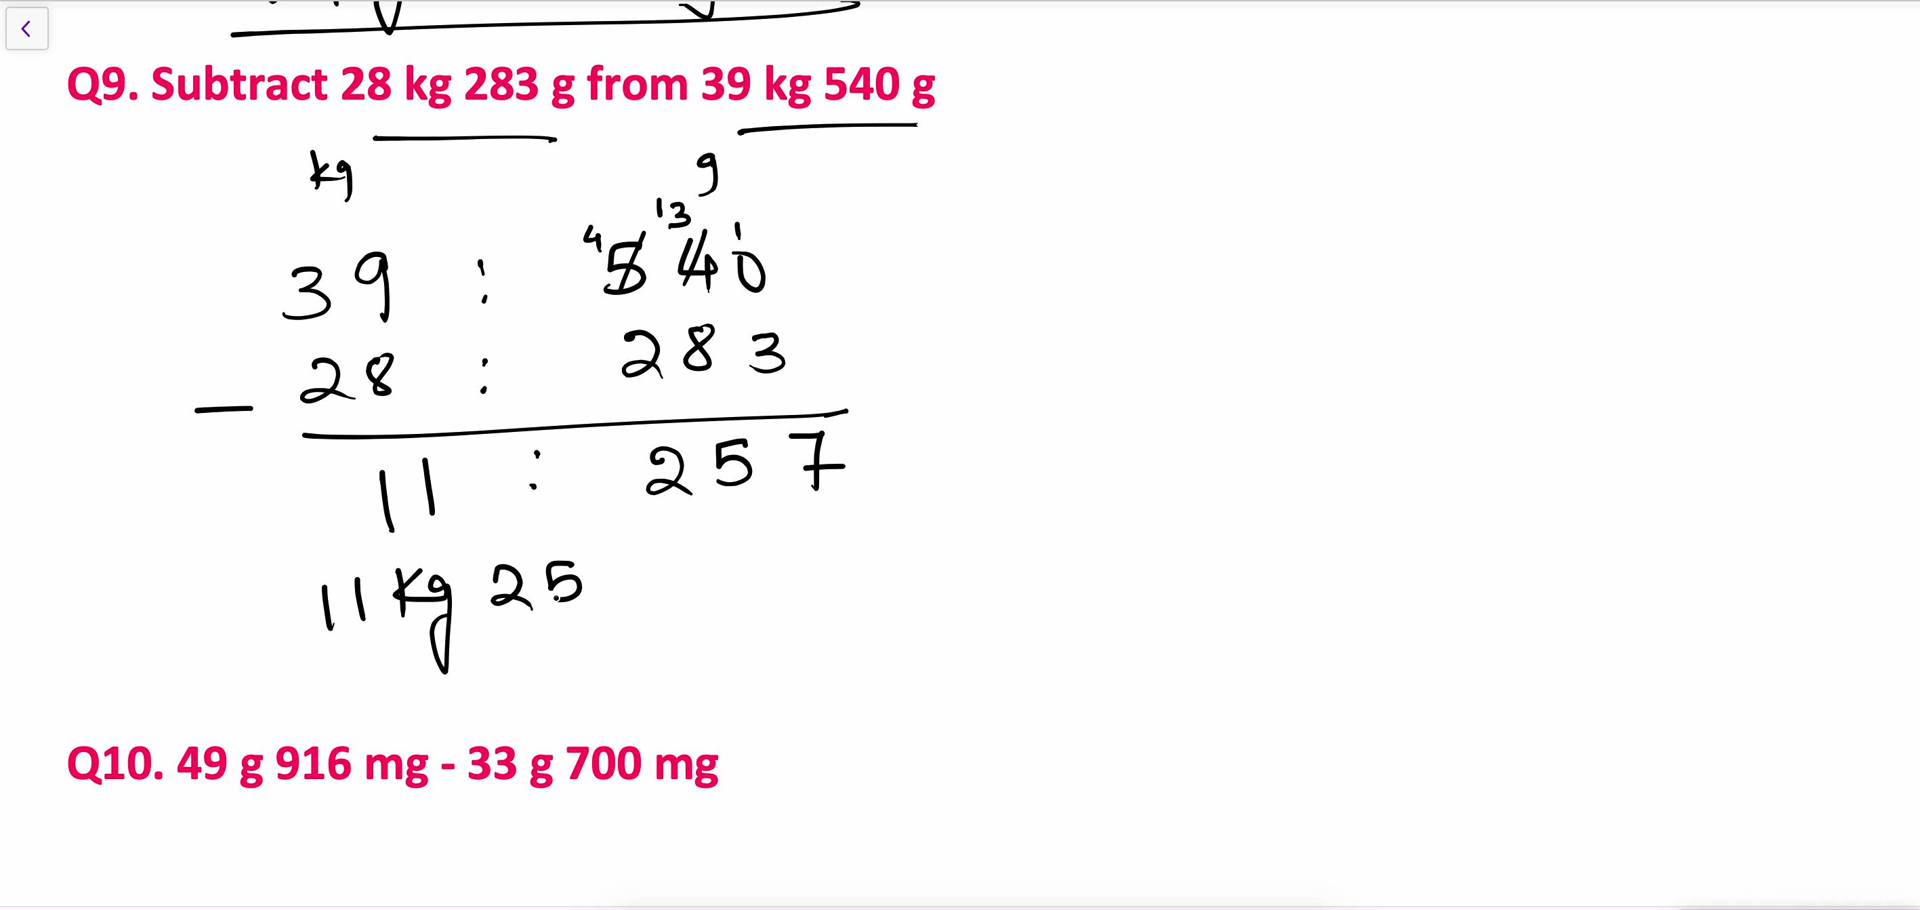 Q9. Subtract 28 kg 283 g from 39 kg 540 g
kg g
4 13 1
39 : 540
28 : 283
—
11 : 257
11 kg 25
Q10. 49 g 916 mg - 33 g 700 mg